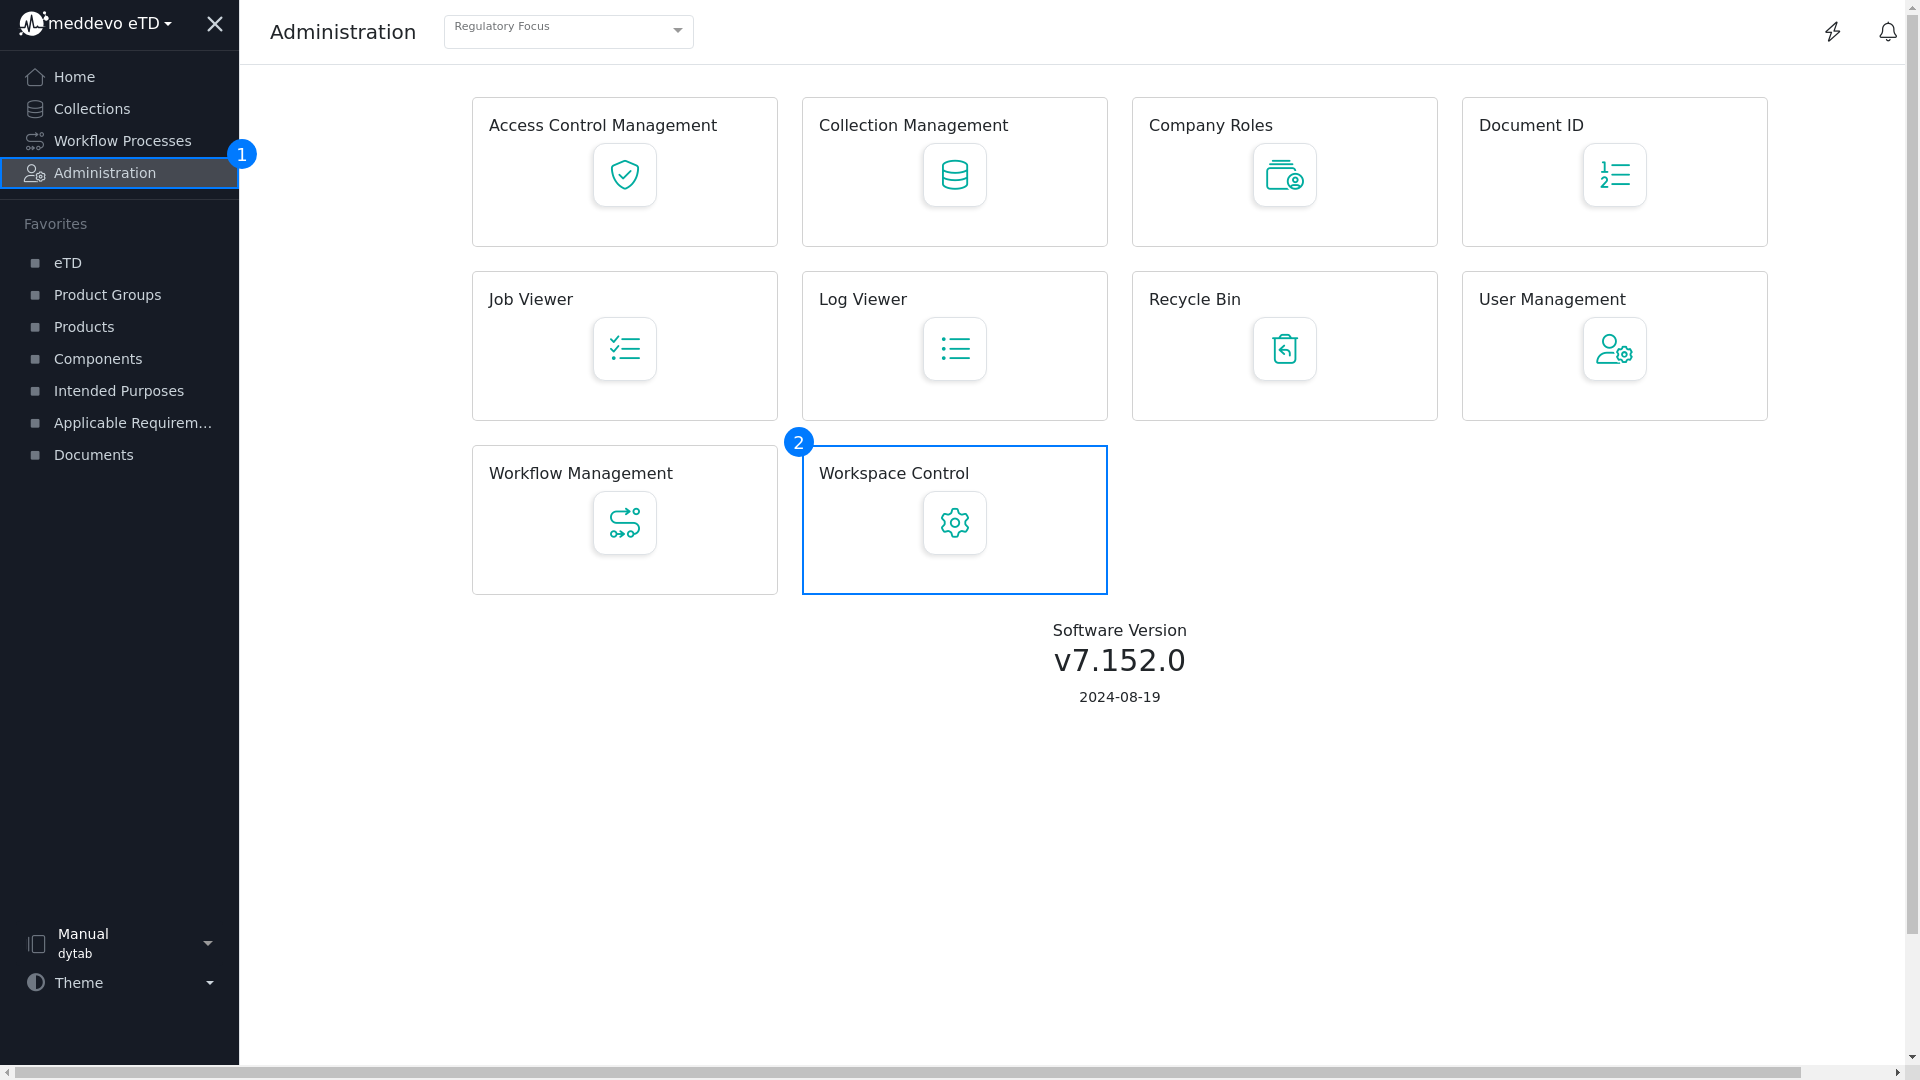 meddevo eTD
Home
Collections
Workflow Processes
1
Administration
Favorites
eTD
Product Groups
Products
Components
Intended Purposes
Applicable Requirem...
Documents
Manual
dytab
Theme
Administration
Regulatory Focus
Access Control Management
Collection Management
Company Roles
Document ID
1
2
Job Viewer
Log Viewer
Recycle Bin
User Management
2
Workflow Management
Workspace Control
Software Version
v7.152.0
2024-08-19